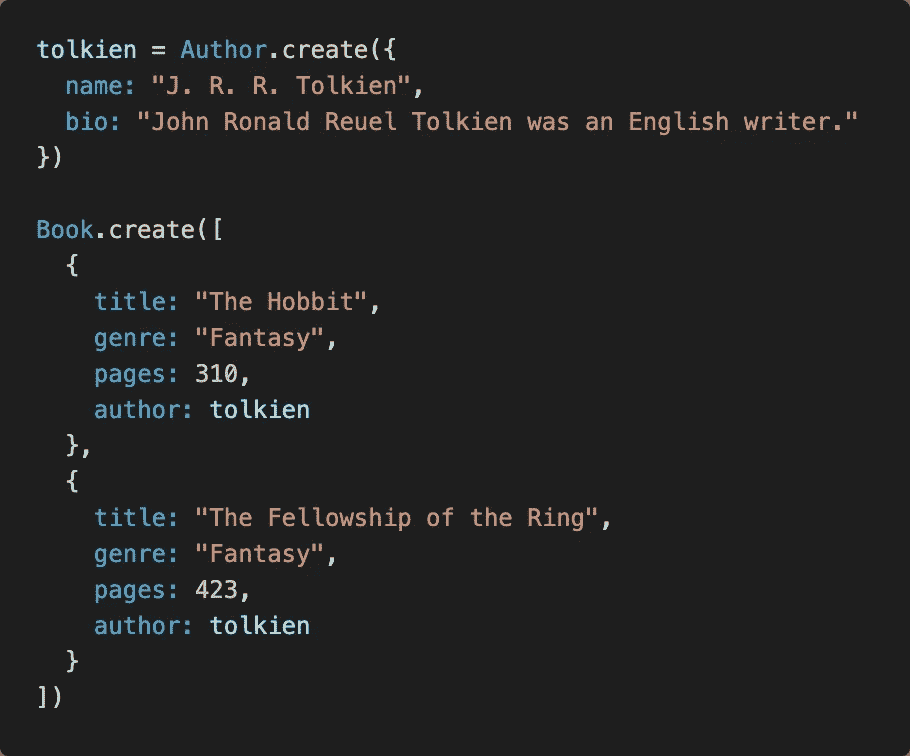 tolkien = Author.create({
  name: "J. R. R. Tolkien",
  bio: "John Ronald Reuel Tolkien was an English writer."
})

Book.create([
  {
    title: "The Hobbit",
    genre: "Fantasy",
    pages: 310,
    author: tolkien
  },
  {
    title: "The Fellowship of the Ring",
    genre: "Fantasy",
    pages: 423,
    author: tolkien
  }
])